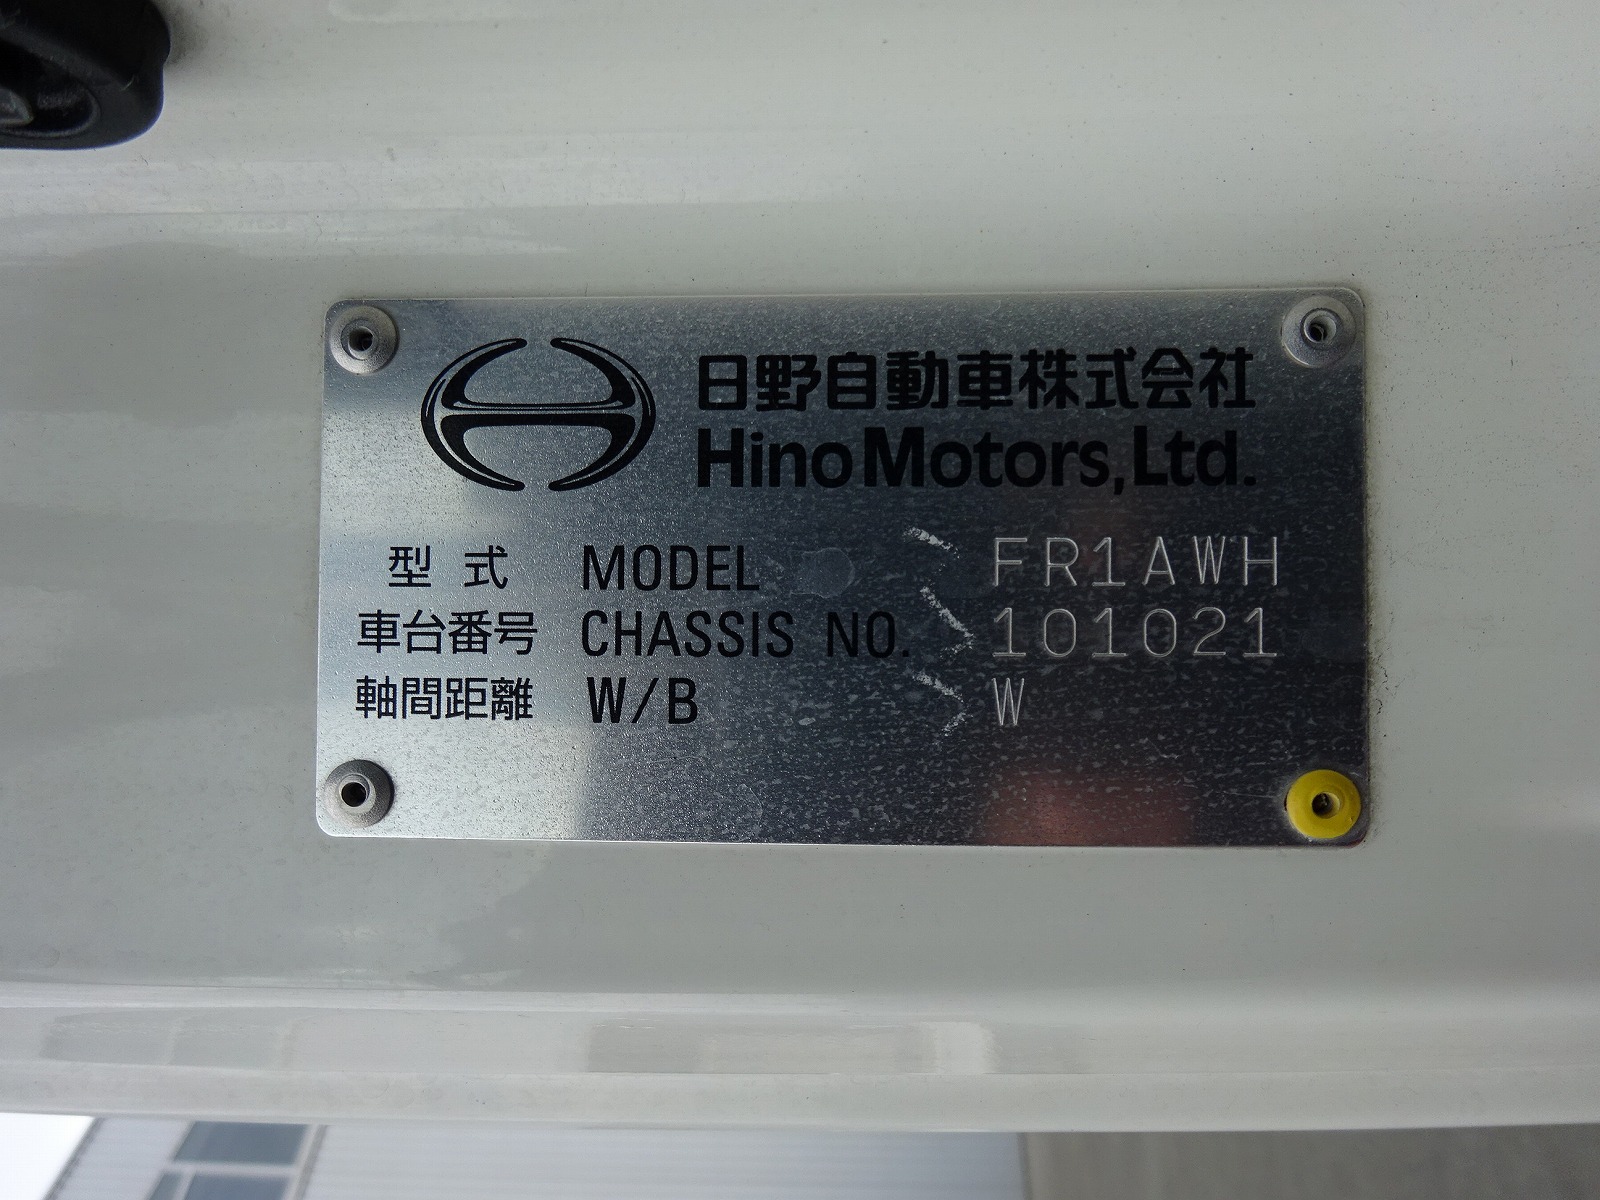 日野自動車株式会社
Hino Motors, Ltd.
型式 MODEL FR1AWH
車台番号 CHASSIS NO. 101021
軸間距離 W/B W